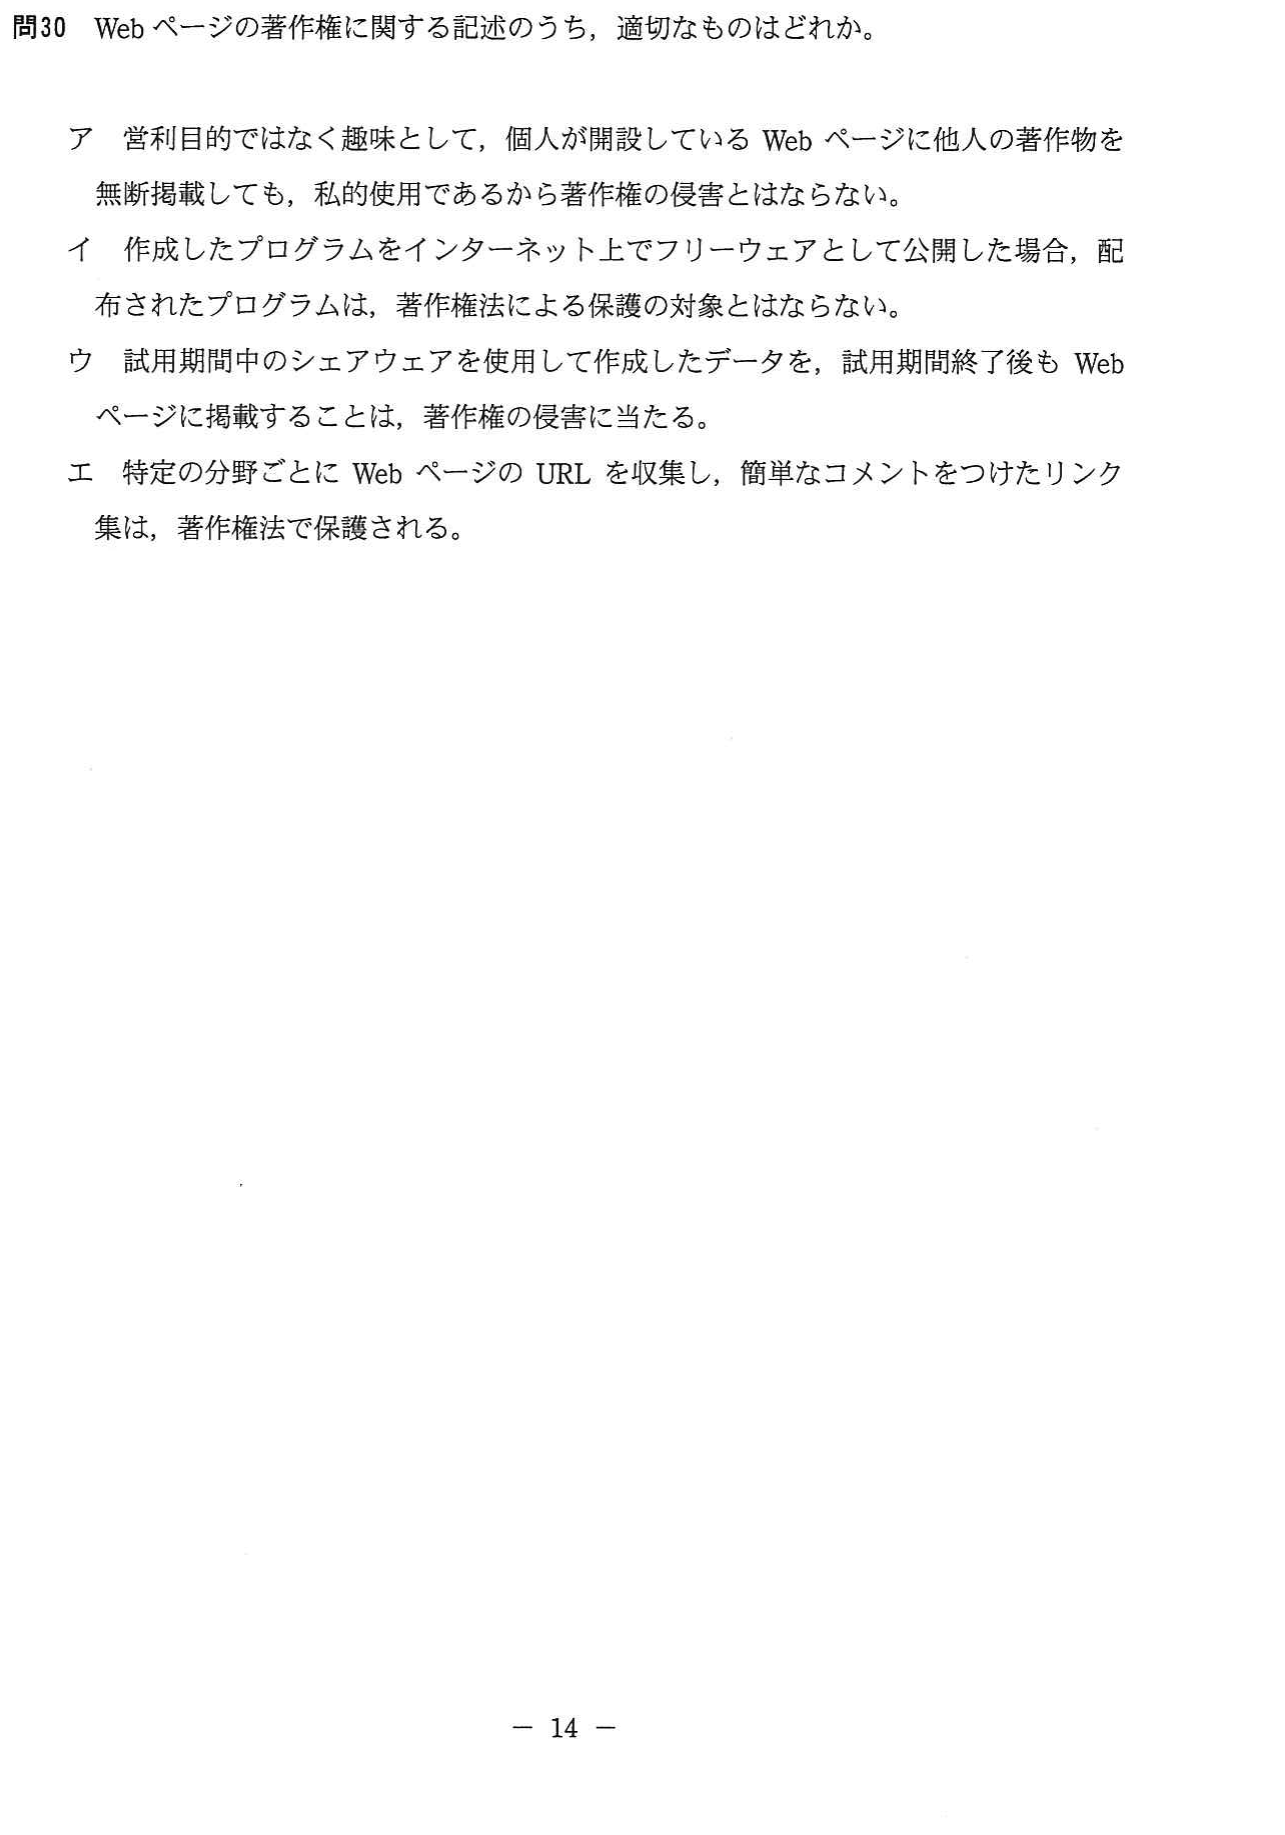 問30　Web ページの著作権に関する記述のうち，適切なものはどれか。
ア　営利目的ではなく趣味として，個人が開設している Web ページに他人の著作物を
無断掲載しても，私的使用であるから著作権の侵害とはならない。
イ　作成したプログラムをインターネット上でフリーウェアとして公開した場合，配
布されたプログラムは，著作権法による保護の対象とはならない。
ウ　試用期間中のシェアウェアを使用して作成したデータを，試用期間終了後も Web
ページに掲載することは，著作権の侵害に当たる。
エ　特定の分野ごとに Web ページの URL を収集し，簡単なコメントをつけたリンク
集は，著作権法で保護される。
－ 14 －